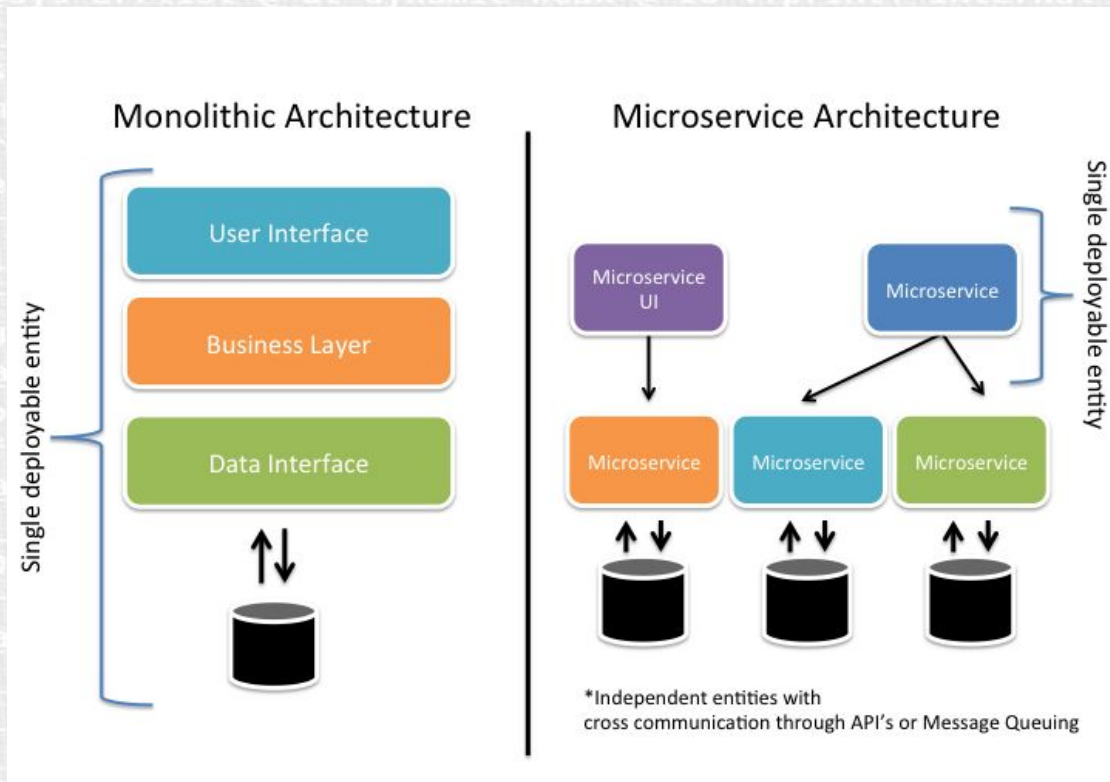 Monolithic Architecture
Single deployable entity
User Interface
Business Layer
Data Interface
Microservice Architecture
Single deployable entity
Microservice
UI
Microservice
Microservice
Microservice
Microservice
*Independent entities with
cross communication through API's or Message Queuing